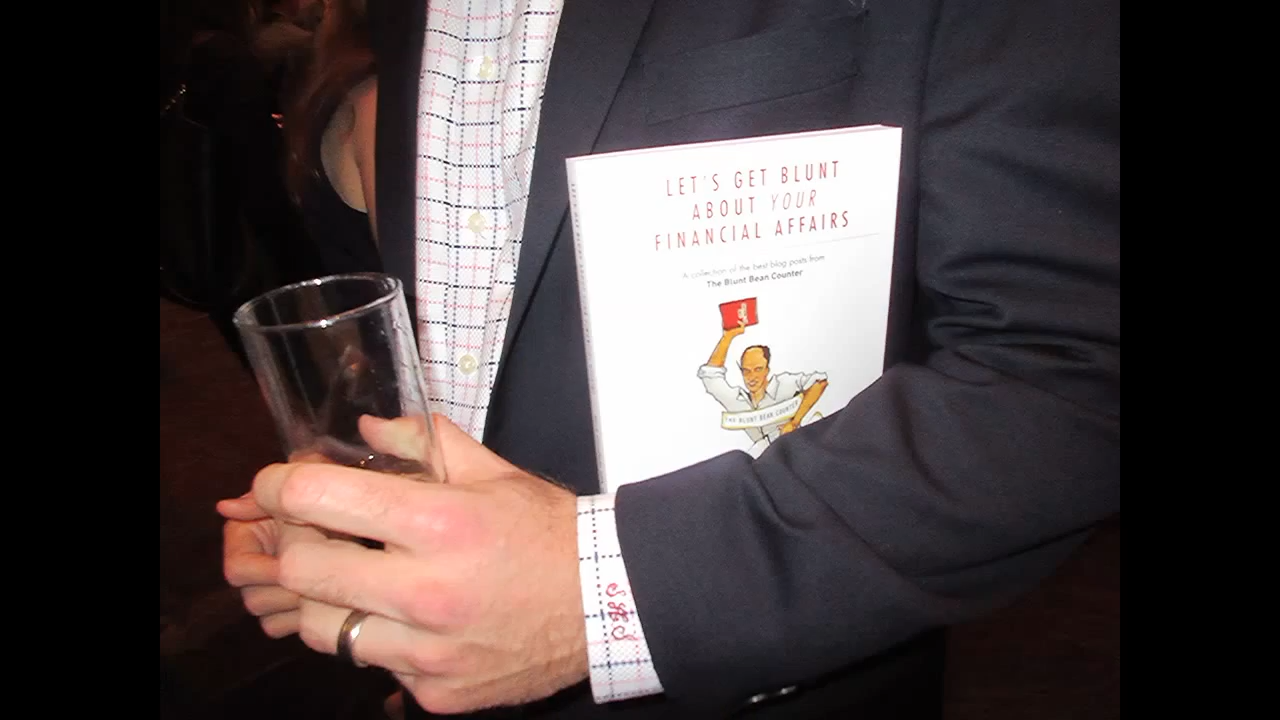 LET'S GET BLUNT
ABOUT YOUR
FINANCIAL AFFAIRS
A collection of the best blog posts from
The Blunt Bean Counter
THE BLUNT BEAN COUNTER